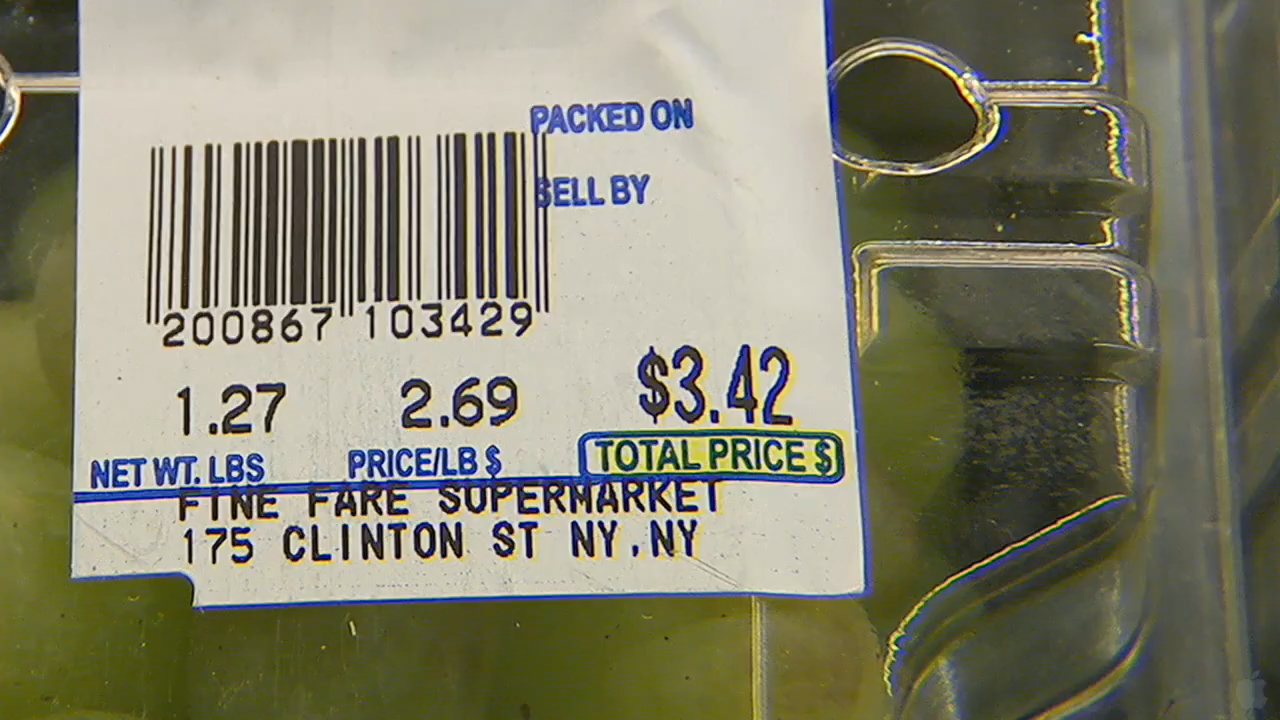 PACKED ON
SELL BY
200867 103429
1.27 2.69 $3.42
NET WT. LBS PRICE/LB $ TOTAL PRICE $
FINE FARE SUPERMARKET
175 CLINTON ST NY.NY